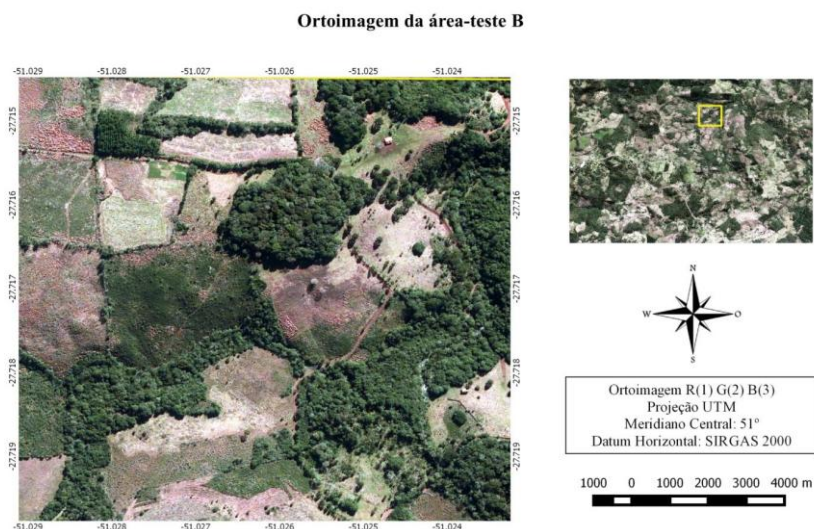 Ortoimagem da área-teste B
-51.029 -51.028 -51.027 -51.026 -51.025 -51.024
-27.715 -27.715
-27.716 -27.716
-27.717 -27.717
-27.718 -27.718
-27.719 -27.719
-51.029 -51.028 -51.027 -51.026 -51.025 -51.024
N
W O
S
Ortoimagem R(1) G(2) B(3)
Projeção UTM
Meridiano Central: 51º
Datum Horizontal: SIRGAS 2000
1000 0 1000 2000 3000 4000 m